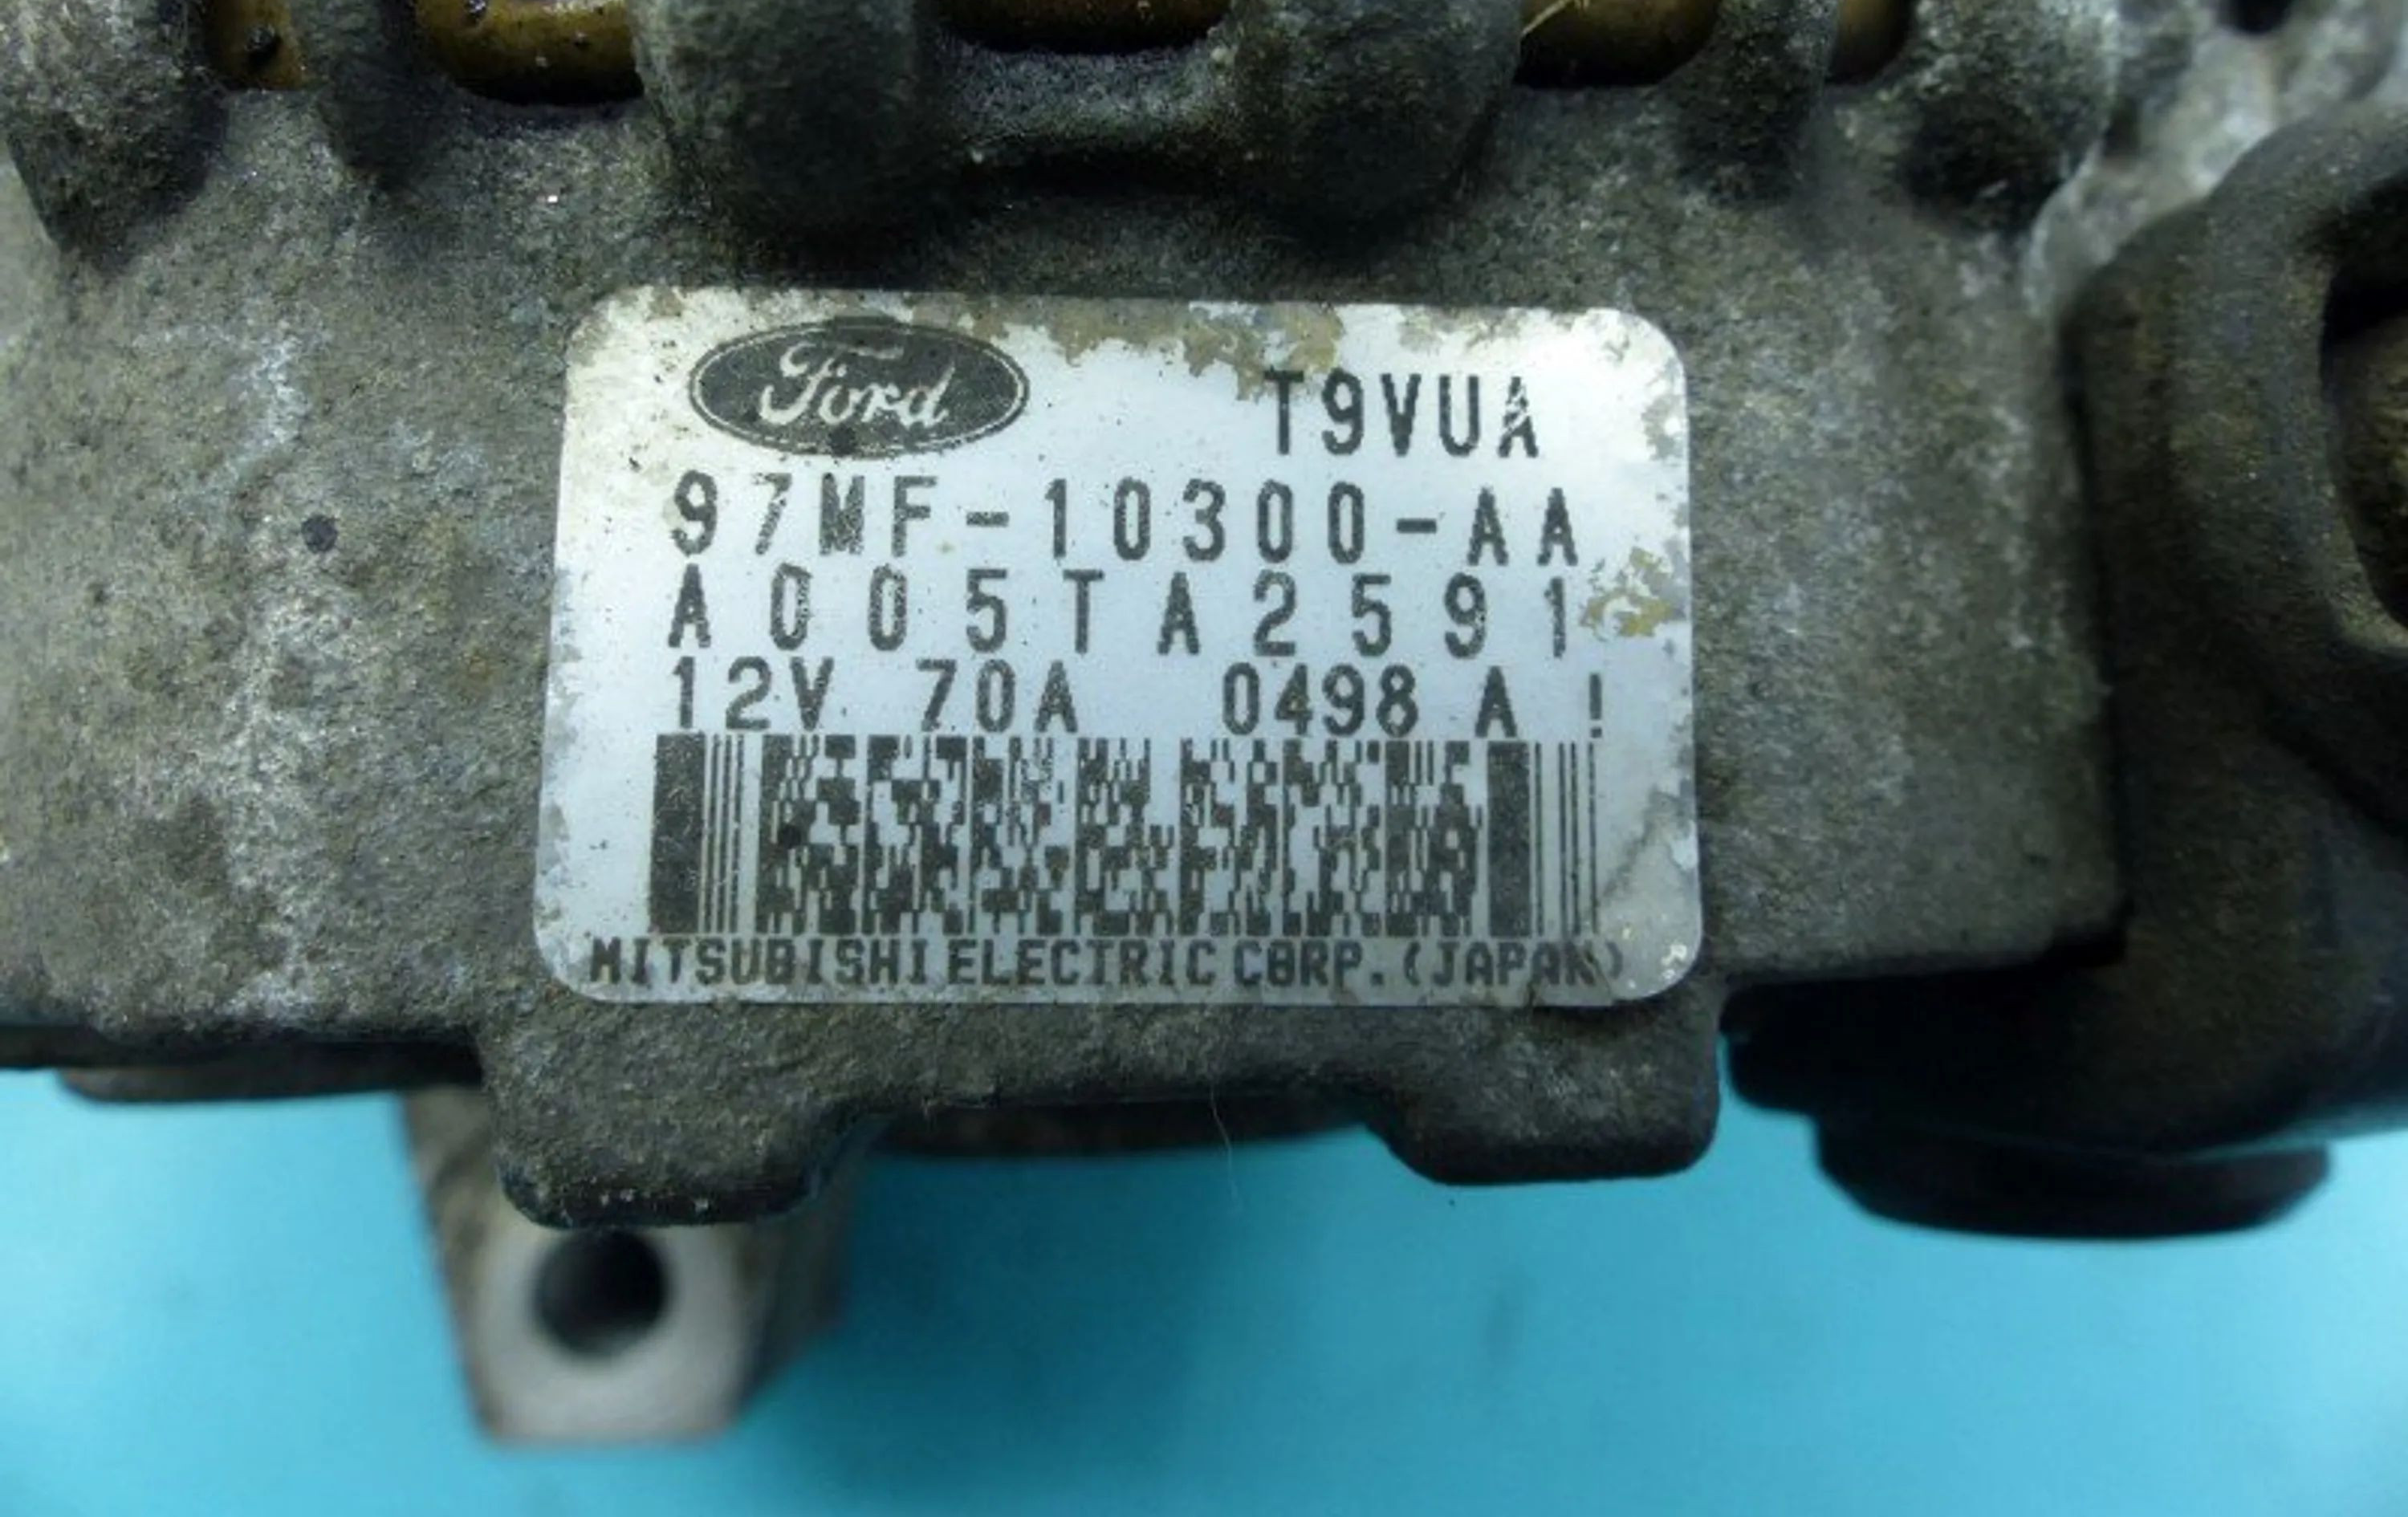 Ford T9VUA
97MF-10300-AA
A005TA2591
12V 70A 0498 A !
MITSUBISHI ELECTRIC CORP. (JAPAN)